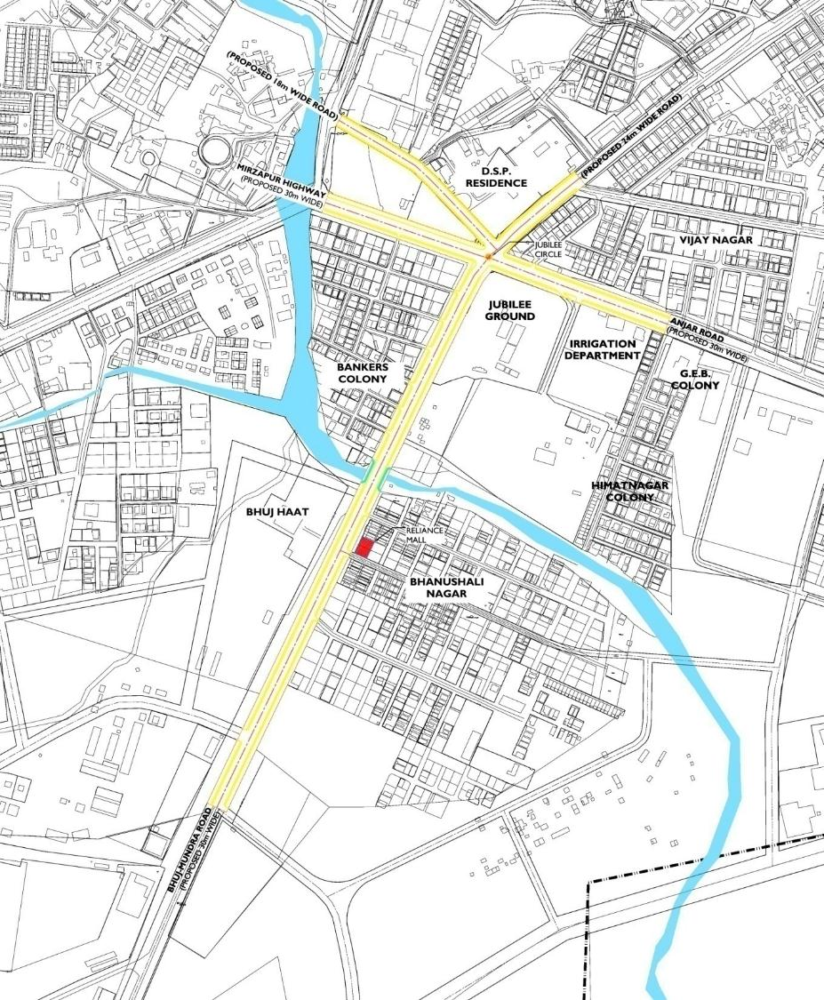 (PROPOSED 18m WIDE ROAD)
(PROPOSED 24m WIDE ROAD)
MIRZAPUR HIGHWAY
(PROPOSED 30m WIDE)
D.S.P.
RESIDENCE
JUBILEE
CIRCLE
VIJAY NAGAR
JUBILEE
GROUND
ANJAR ROAD
(PROPOSED 30m WIDE)
IRRIGATION
DEPARTMENT
BANKERS
COLONY
G.E.B.
COLONY
HIMATNAGAR
COLONY
BHUJ HAAT
RELIANCE
MALL
BHANUSHALI
NAGAR
BHUJ-MUNDRA ROAD
(PROPOSED 30m WIDE)